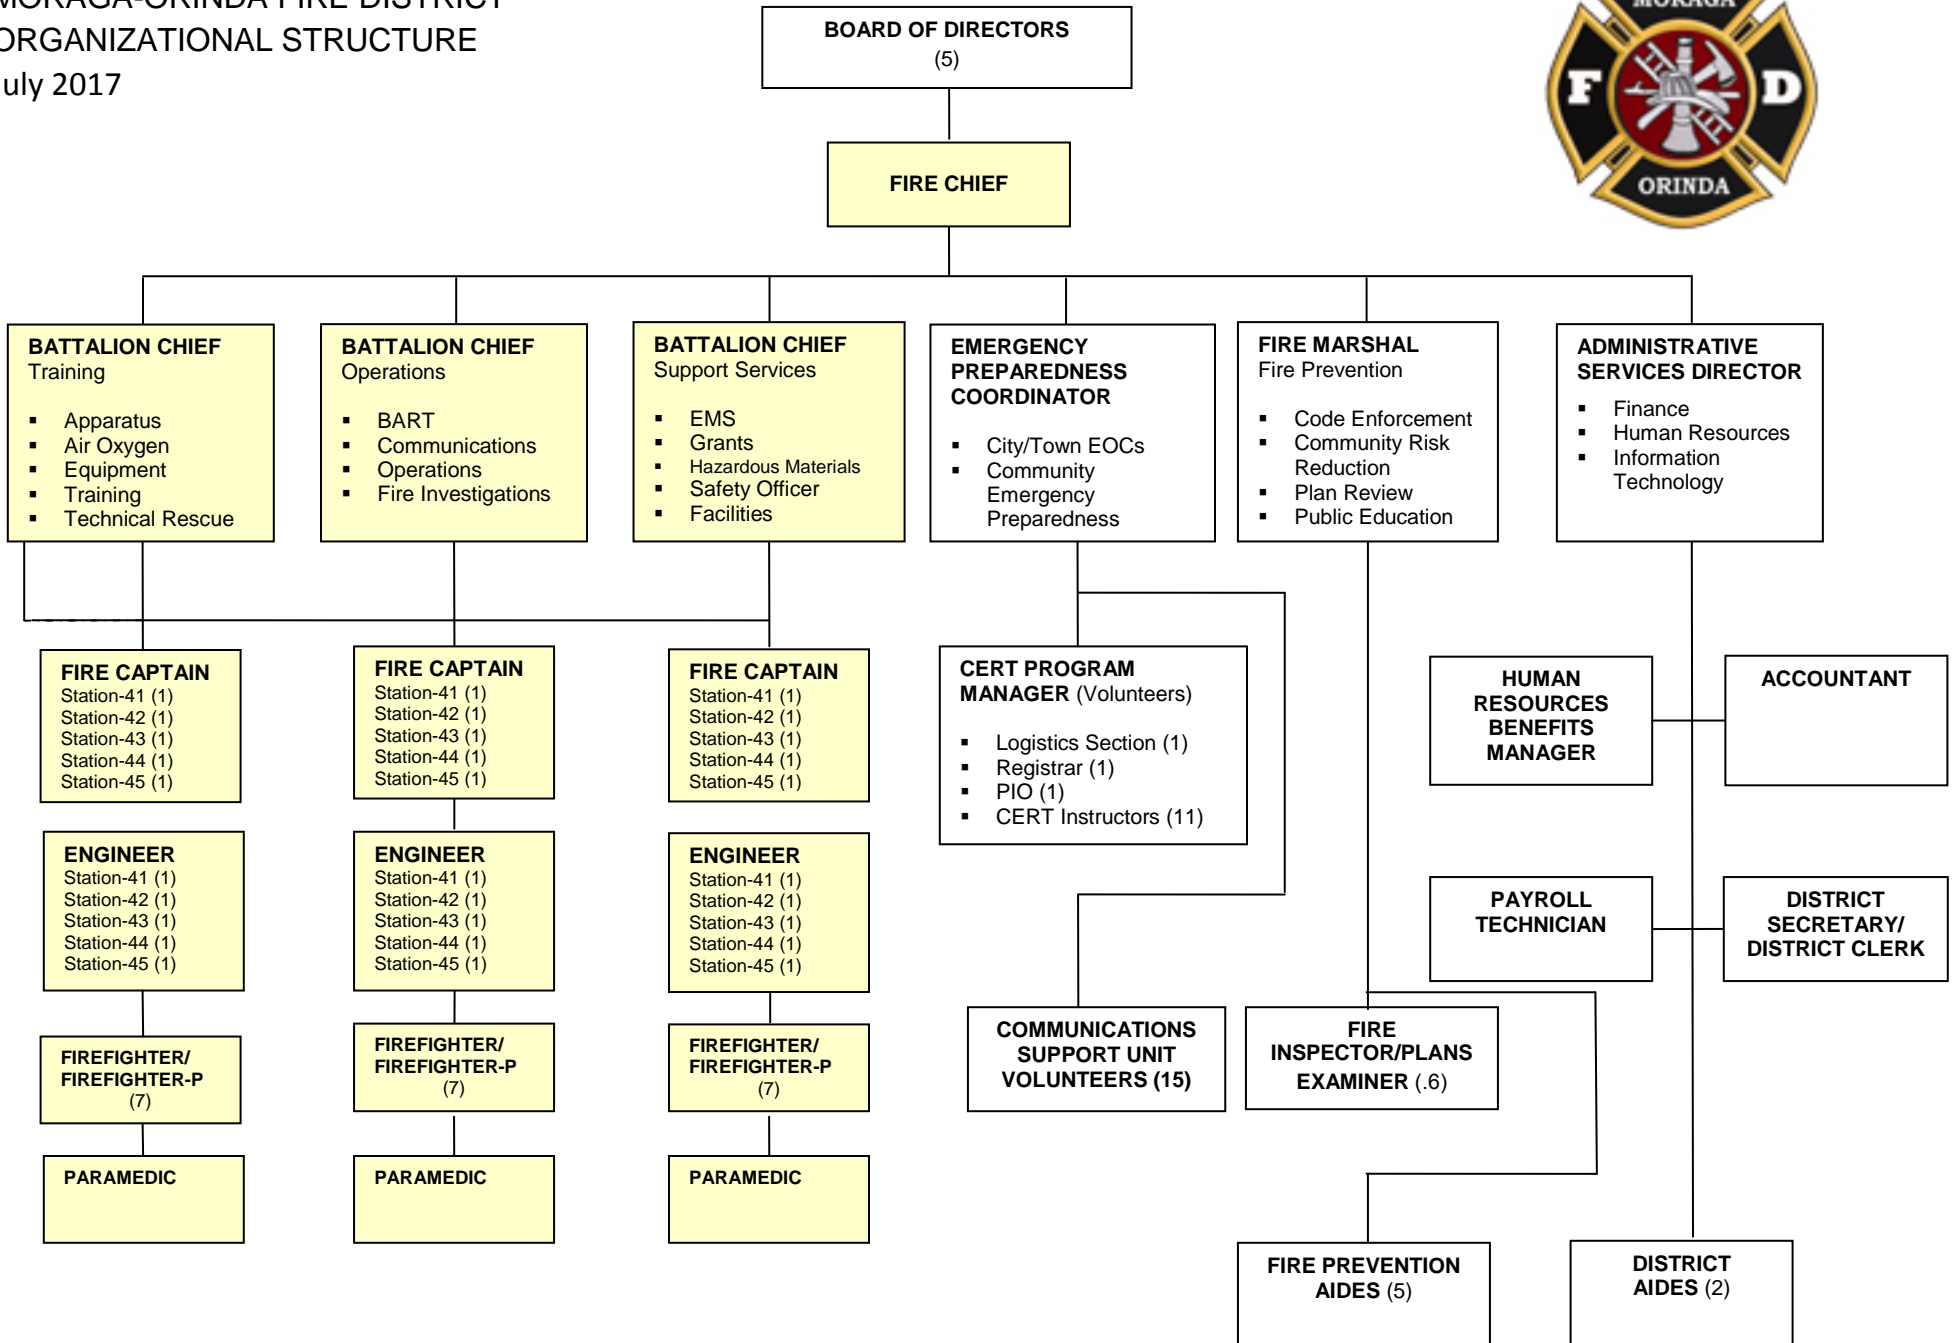 MORAGA-ORINDA FIRE DISTRICT
ORGANIZATIONAL STRUCTURE
uly 2017
BOARD OF DIRECTORS
(5)
MORAGA
F D
ORINDA
FIRE CHIEF
BATTALION CHIEF
Training
▪ Apparatus
▪ Air Oxygen
▪ Equipment
▪ Training
▪ Technical Rescue
BATTALION CHIEF
Operations
▪ BART
▪ Communications
▪ Operations
▪ Fire Investigations
BATTALION CHIEF
Support Services
▪ EMS
▪ Grants
▪ Hazardous Materials
▪ Safety Officer
▪ Facilities
EMERGENCY
PREPAREDNESS
COORDINATOR
▪ City/Town EOCs
▪ Community
Emergency
Preparedness
FIRE MARSHAL
Fire Prevention
▪ Code Enforcement
▪ Community Risk
Reduction
▪ Plan Review
▪ Public Education
ADMINISTRATIVE
SERVICES DIRECTOR
▪ Finance
▪ Human Resources
▪ Information
Technology
FIRE CAPTAIN
Station-41 (1)
Station-42 (1)
Station-43 (1)
Station-44 (1)
Station-45 (1)
FIRE CAPTAIN
Station-41 (1)
Station-42 (1)
Station-43 (1)
Station-44 (1)
Station-45 (1)
FIRE CAPTAIN
Station-41 (1)
Station-42 (1)
Station-43 (1)
Station-44 (1)
Station-45 (1)
CERT PROGRAM
MANAGER (Volunteers)
▪ Logistics Section (1)
▪ Registrar (1)
▪ PIO (1)
▪ CERT Instructors (11)
HUMAN
RESOURCES
BENEFITS
MANAGER
ACCOUNTANT
ENGINEER
Station-41 (1)
Station-42 (1)
Station-43 (1)
Station-44 (1)
Station-45 (1)
ENGINEER
Station-41 (1)
Station-42 (1)
Station-43 (1)
Station-44 (1)
Station-45 (1)
ENGINEER
Station-41 (1)
Station-42 (1)
Station-43 (1)
Station-44 (1)
Station-45 (1)
PAYROLL
TECHNICIAN
DISTRICT
SECRETARY/
DISTRICT CLERK
FIREFIGHTER/
FIREFIGHTER-P
(7)
FIREFIGHTER/
FIREFIGHTER-P
(7)
FIREFIGHTER/
FIREFIGHTER-P
(7)
COMMUNICATIONS
SUPPORT UNIT
VOLUNTEERS (15)
FIRE
INSPECTOR/PLANS
EXAMINER (.6)
PARAMEDIC
PARAMEDIC
PARAMEDIC
FIRE PREVENTION
AIDES (5)
DISTRICT
AIDES (2)